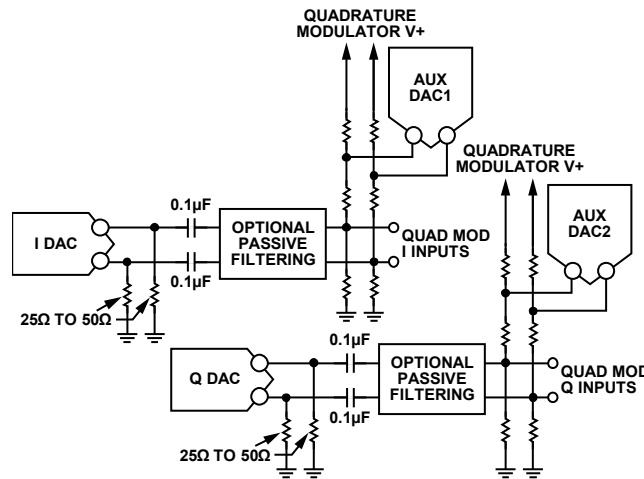 QUADRATURE
MODULATOR V+
AUX
DAC1
QUADRATURE
MODULATOR V+
AUX
DAC2
0.1µF
I DAC
OPTIONAL
PASSIVE
FILTERING
QUAD MOD
I INPUTS
0.1µF
25Ω TO 50Ω
0.1µF
Q DAC
OPTIONAL
PASSIVE
FILTERING
QUAD MOD
Q INPUTS
0.1µF
25Ω TO 50Ω